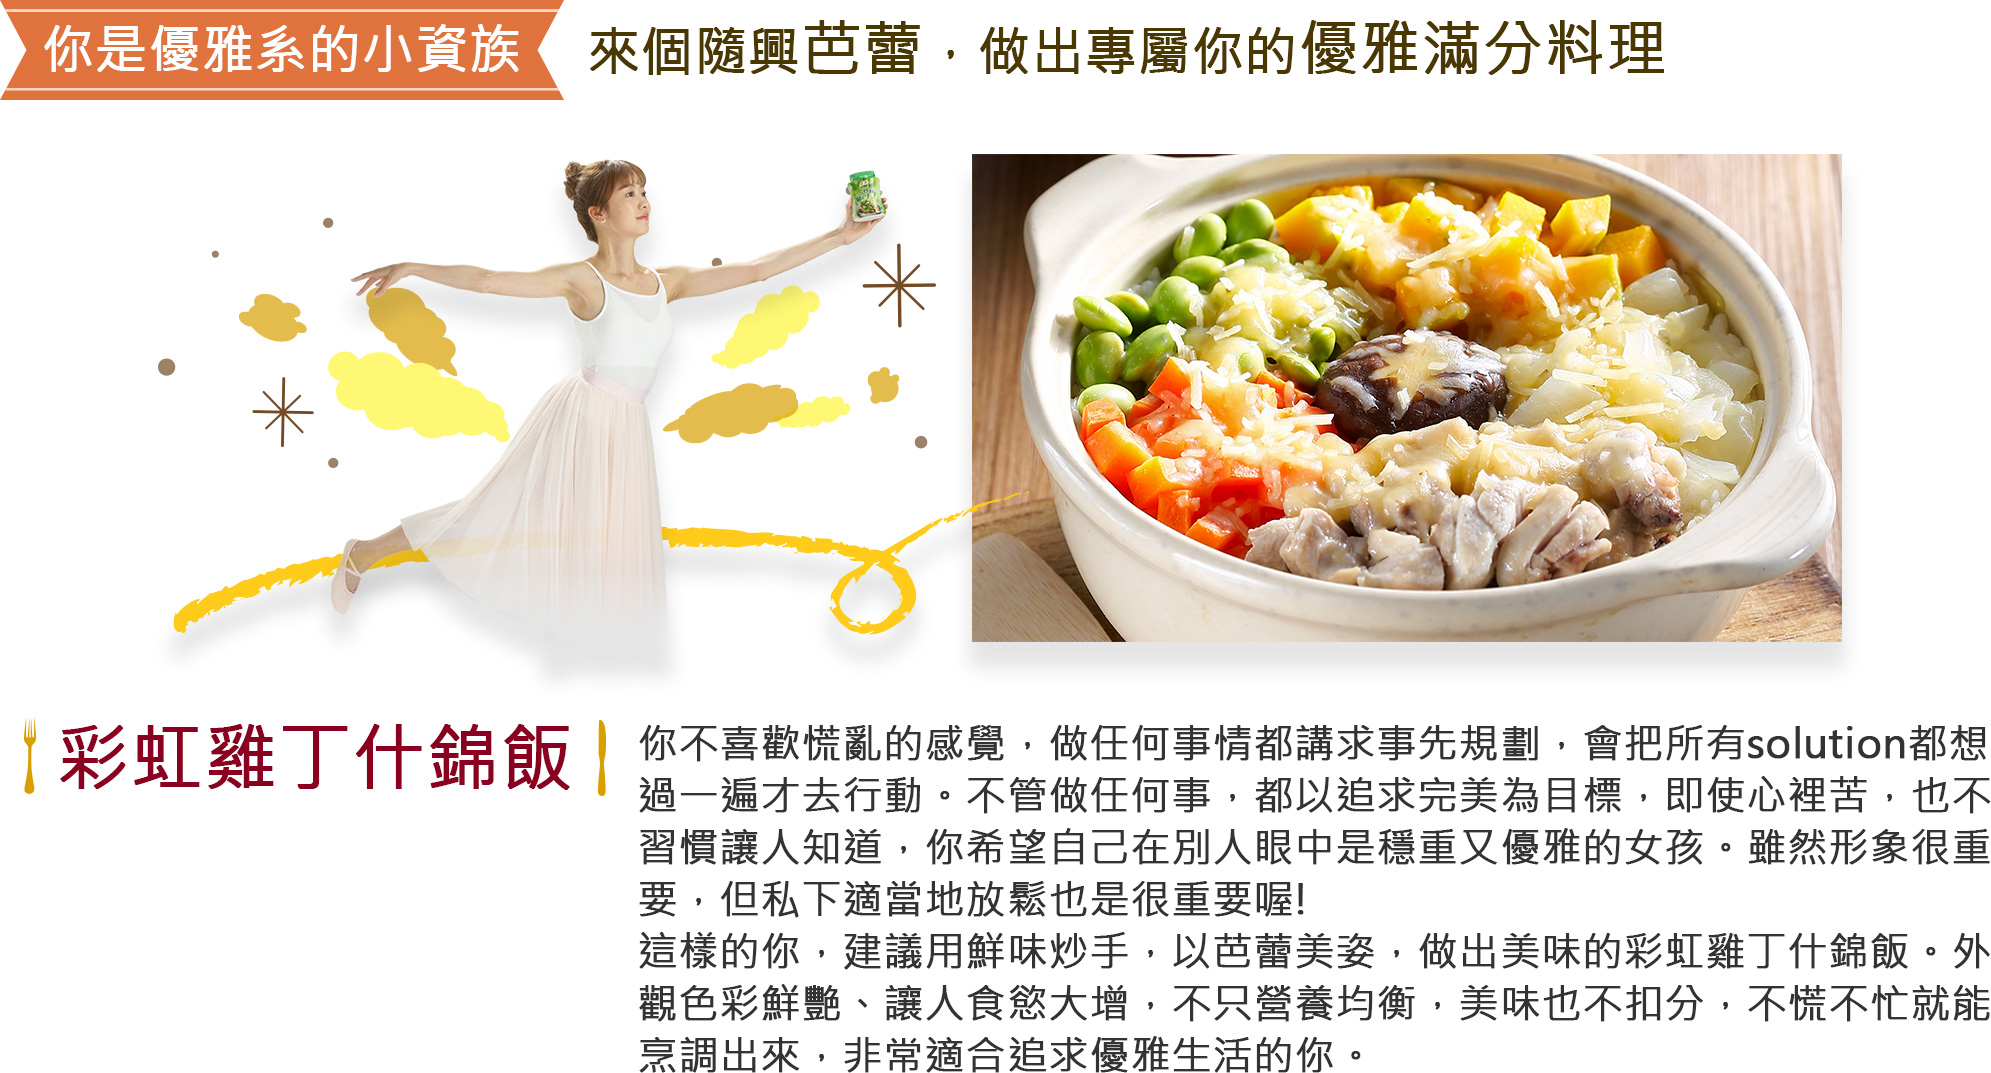 你是優雅系的小資族
來個隨興芭蕾，做出專屬你的優雅滿分料理
彩虹雞丁什錦飯
你不喜歡慌亂的感覺，做任何事情都講求事先規劃，會把所有solution都想
過一遍才去行動。不管做任何事，都以追求完美為目標，即使心裡苦，也不
習慣讓人知道，你希望自己在別人眼中是穩重又優雅的女孩。雖然形象很重
要，但私下適當地放鬆也是很重要喔!
這樣的你，建議用鮮味炒手，以芭蕾美姿，做出美味的彩虹雞丁什錦飯。外
觀色彩鮮艷、讓人食慾大增，不只營養均衡，美味也不扣分，不慌不忙就能
烹調出來，非常適合追求優雅生活的你。